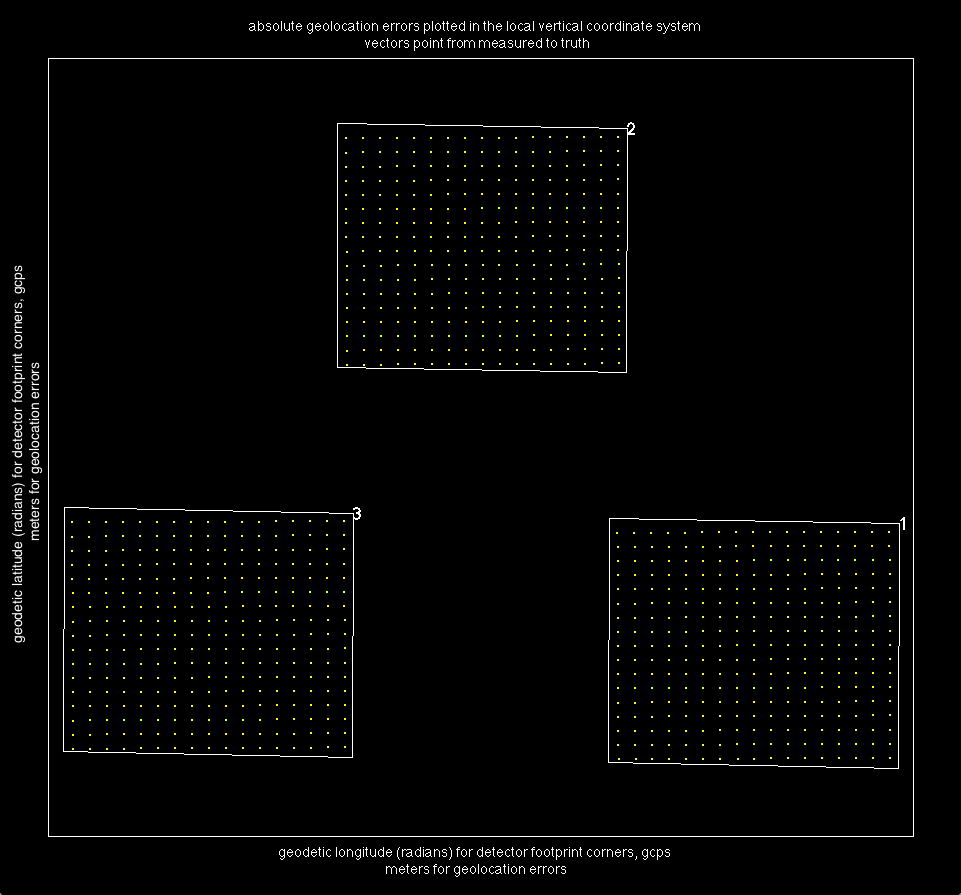 absolute geolocation errors plotted in the local vertical coordinate system
vectors point from measured to truth
2
geodetic latitude (radians) for detector footprint corners, gcps
meters for geolocation errors
3
1
geodetic longitude (radians) for detector footprint corners, gcps
meters for geolocation errors